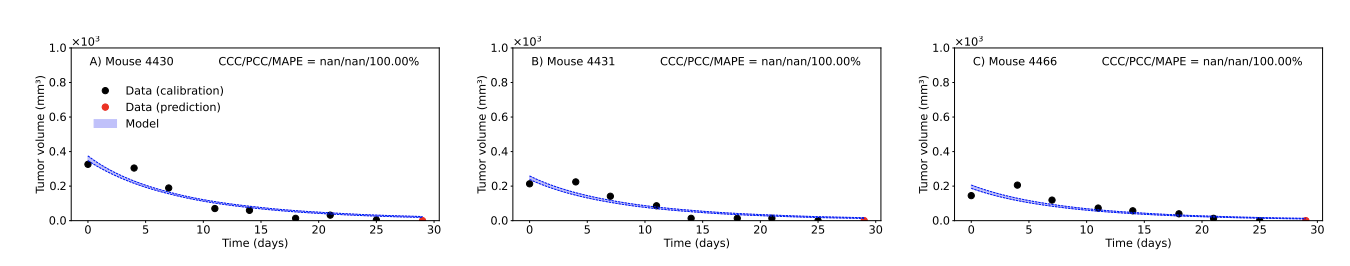 ×10³
A) Mouse 4430 CCC/PCC/MAPE = nan/nan/100.00%
Data (calibration)
Data (prediction)
Model
Tumor volume (mm³)
1.0
0.8
0.6
0.4
0.2
0.0
0 5 10 15 20 25 30
Time (days)
×10³
B) Mouse 4431 CCC/PCC/MAPE = nan/nan/100.00%
Tumor volume (mm³)
1.0
0.8
0.6
0.4
0.2
0.0
0 5 10 15 20 25 30
Time (days)
×10³
C) Mouse 4466 CCC/PCC/MAPE = nan/nan/100.00%
Tumor volume (mm³)
1.0
0.8
0.6
0.4
0.2
0.0
0 5 10 15 20 25 30
Time (days)